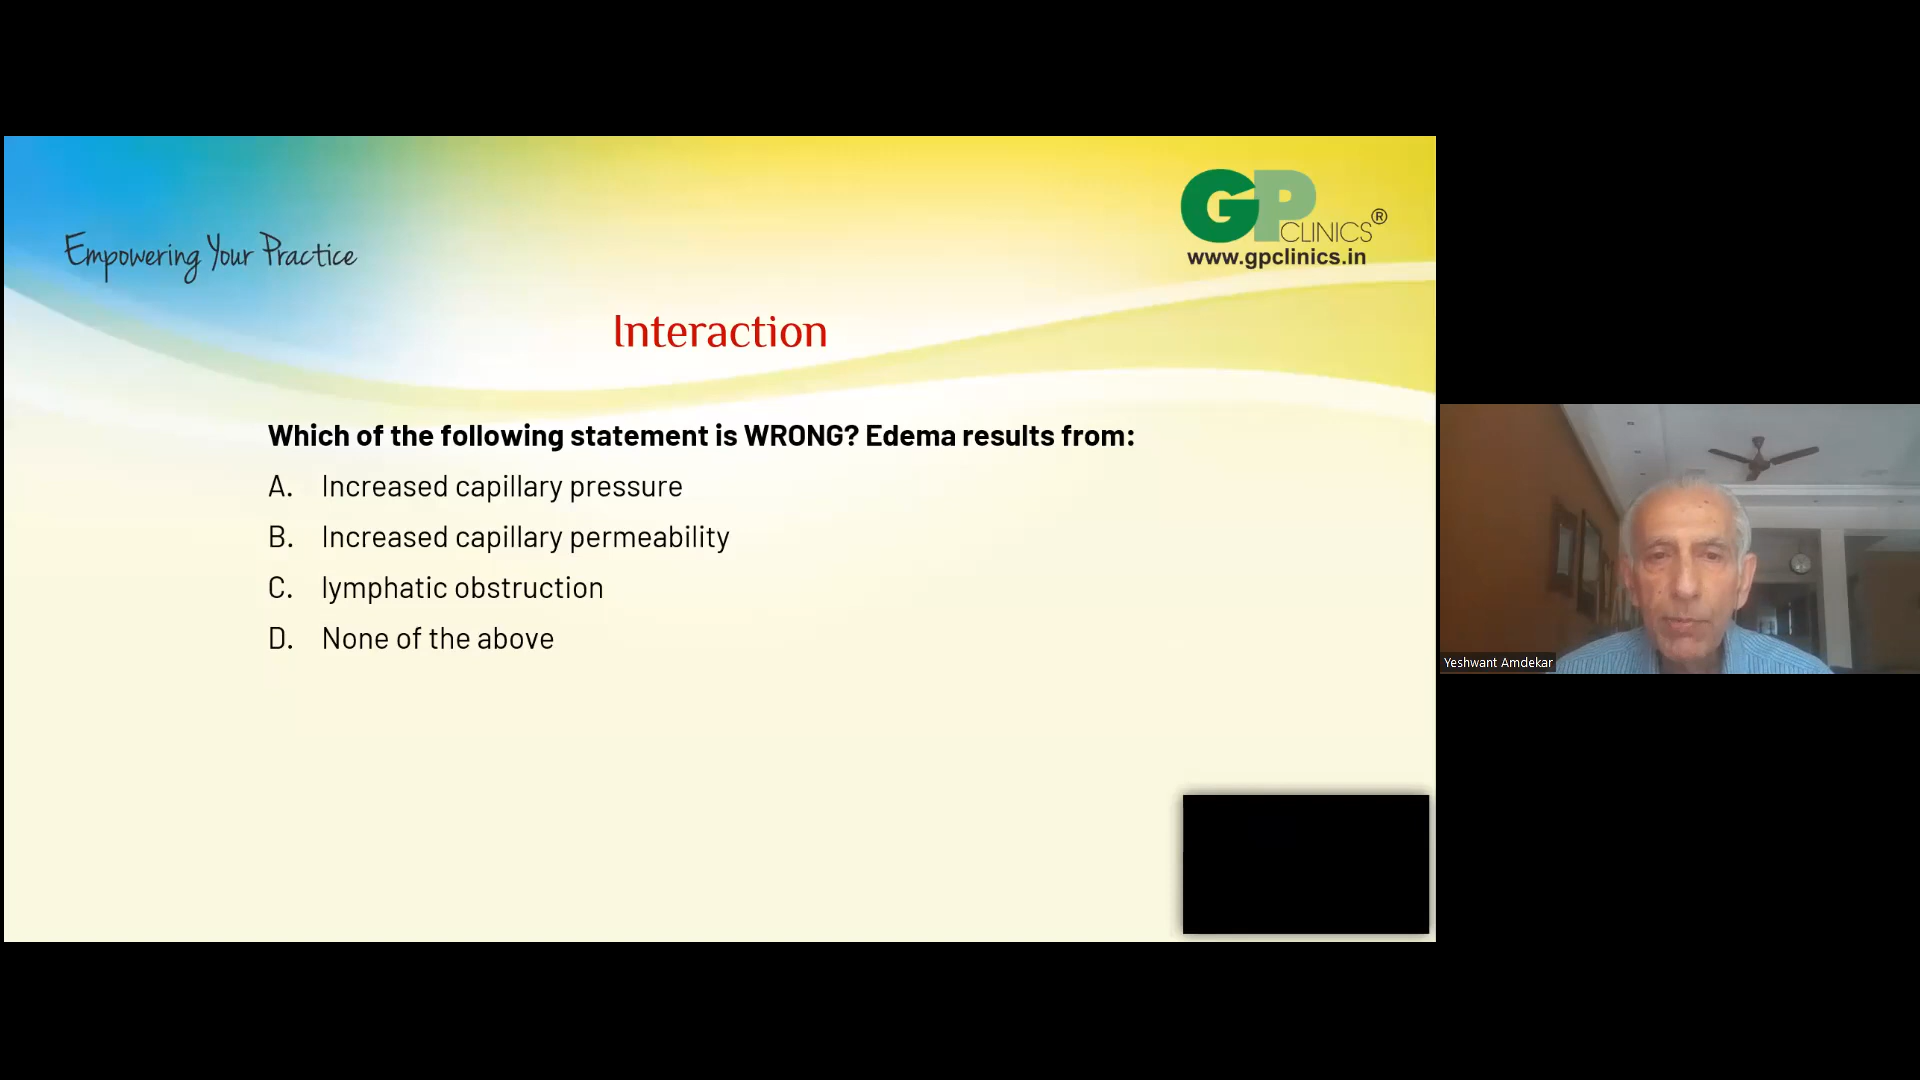 Empowering Your Practice
GP CLINICS®
www.gpclinics.in
Interaction
Which of the following statement is WRONG? Edema results from:
A. Increased capillary pressure
B. Increased capillary permeability
C. lymphatic obstruction
D. None of the above
Yeshwant Amdekar